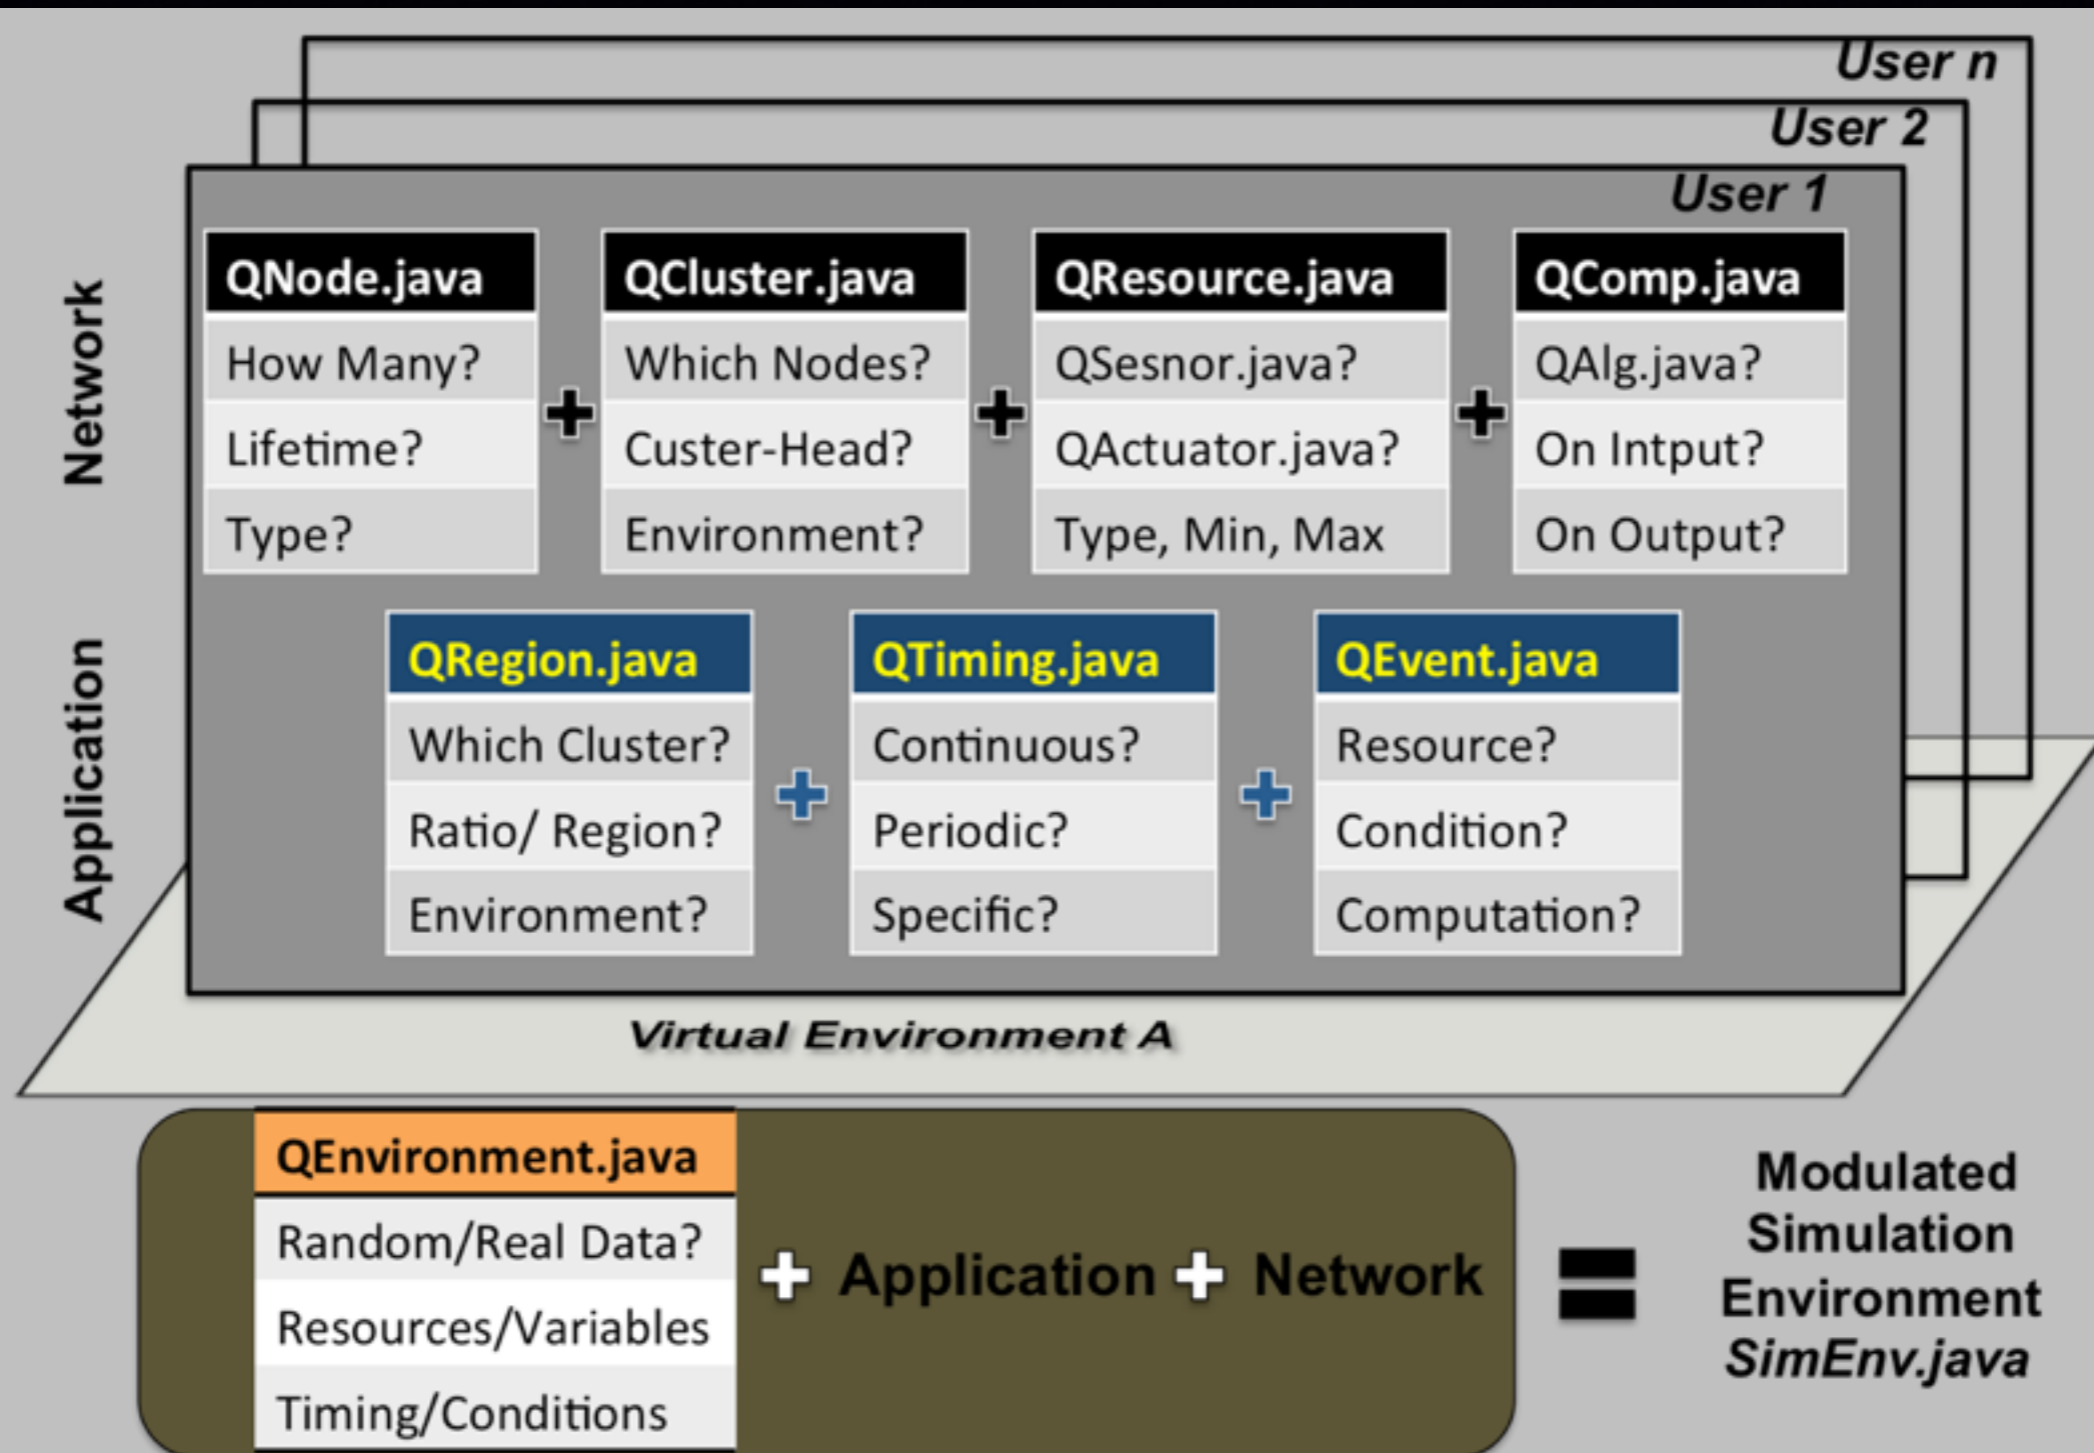 User n
User 2
User 1
Network
QNode.java
How Many?
Lifetime?
Type?
QCluster.java
Which Nodes?
Custer-Head?
Environment?
QResource.java
QSesnor.java?
QActuator.java?
Type, Min, Max
QComp.java
QAlg.java?
On Intput?
On Output?
Application
QRegion.java
Which Cluster?
Ratio/ Region?
Environment?
QTiming.java
Continuous?
Periodic?
Specific?
QEvent.java
Resource?
Condition?
Computation?
Virtual Environment A
QEnvironment.java
Random/Real Data?
Resources/Variables
Timing/Conditions
+ Application + Network
=
Modulated
Simulation
Environment
SimEnv.java